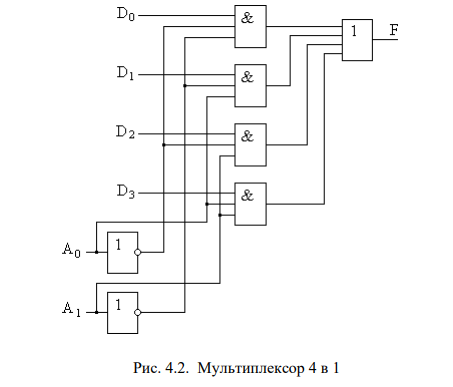 D0
&
1
F
D1
&
D2
&
D3
&
A0
1
A1
1
Рис. 4.2. Мультиплексор 4 в 1